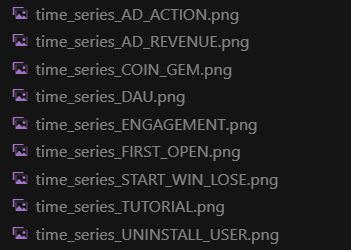 time_series_AD_ACTION.png
time_series_AD_REVENUE.png
time_series_COIN_GEM.png
time_series_DAU.png
time_series_ENGAGEMENT.png
time_series_FIRST_OPEN.png
time_series_START_WIN_LOSE.png
time_series_TUTORIAL.png
time_series_UNINSTALL_USER.png